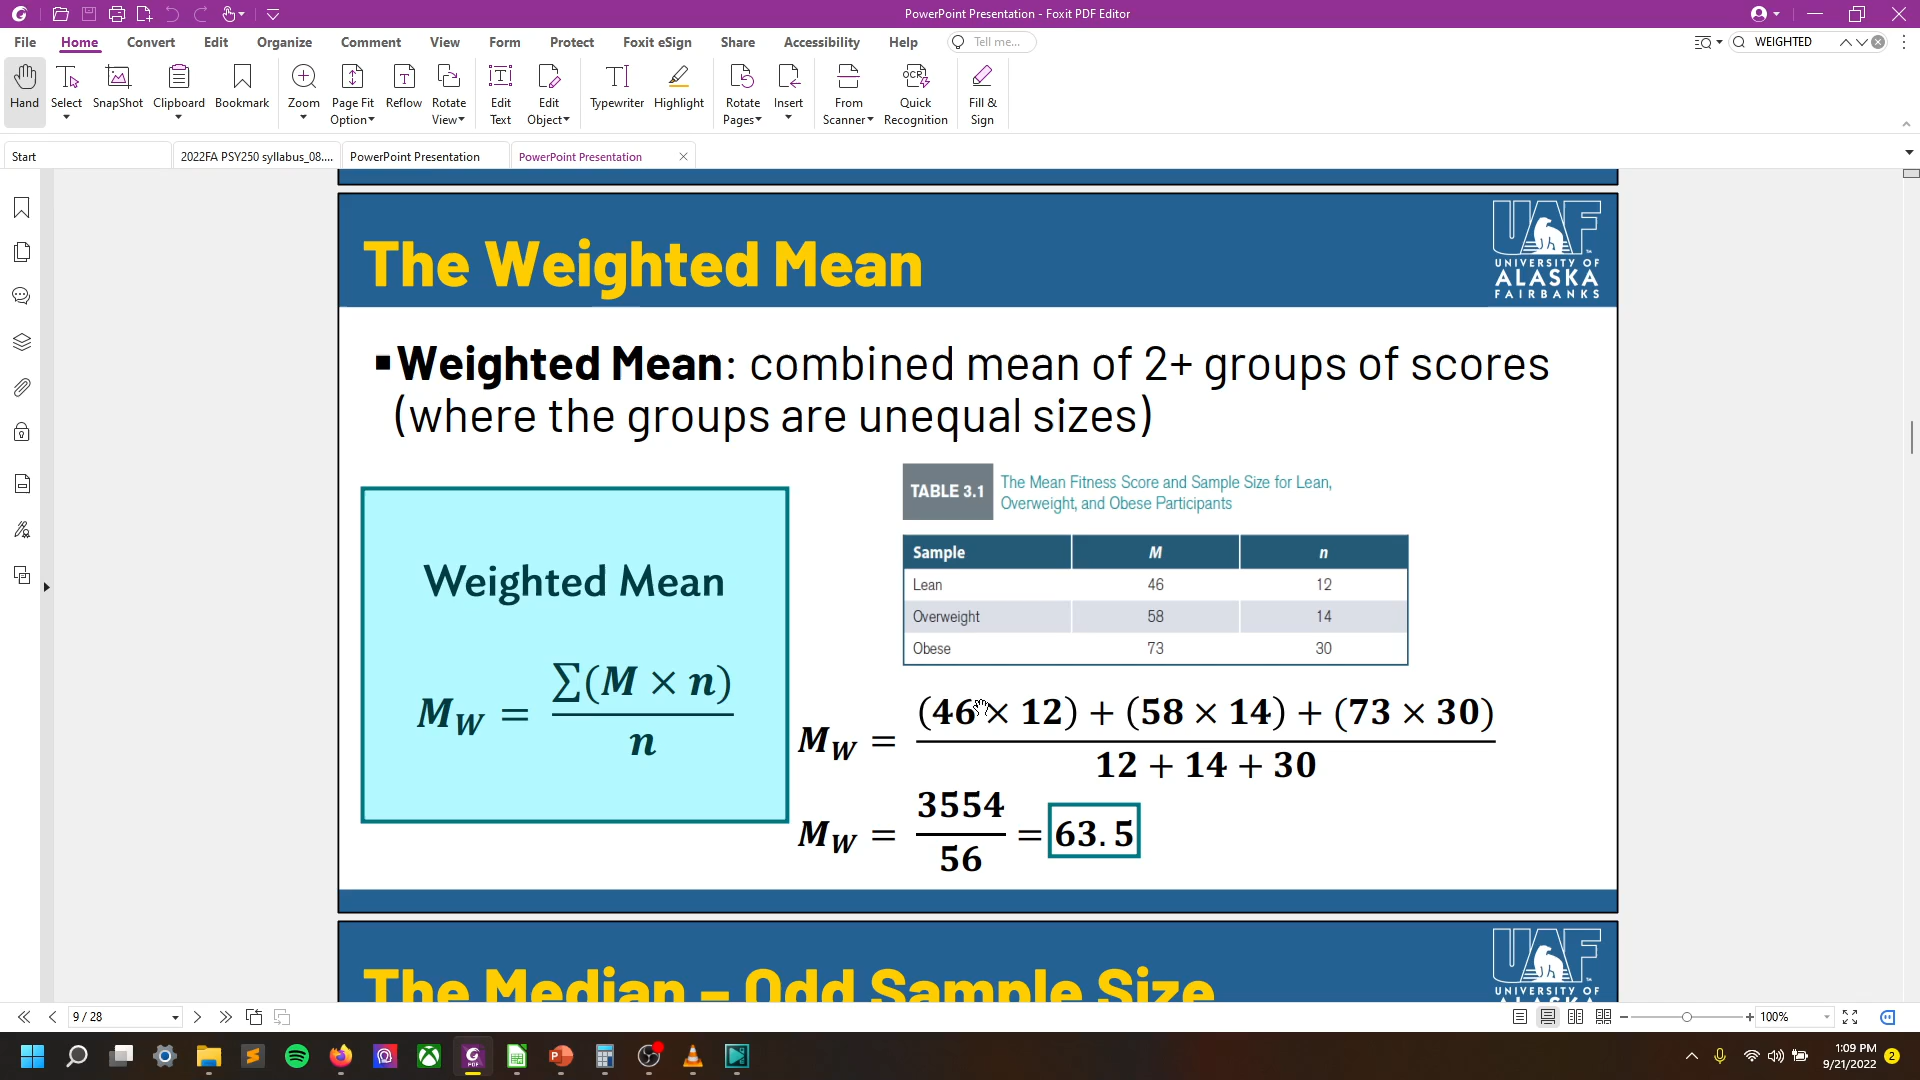 PowerPoint Presentation - Foxit PDF Editor
File Home Convert Edit Organize Comment View Form Protect Foxit eSign Share Accessibility Help Tell me... WEIGHTED
Hand Select SnapShot Clipboard Bookmark Zoom Page Fit Option Reflow Rotate View Edit Text Edit Object Typewriter Highlight Rotate Pages Insert From Scanner Quick Recognition Fill & Sign
Start 2022FA PSY250 syllabus_08.... PowerPoint Presentation PowerPoint Presentation
The Weighted Mean
UAF
UNIVERSITY OF
ALASKA
FAIRBANKS
▪Weighted Mean: combined mean of 2+ groups of scores
(where the groups are unequal sizes)
TABLE 3.1 The Mean Fitness Score and Sample Size for Lean,
Overweight, and Obese Participants
Sample M n
Lean 46 12
Overweight 58 14
Obese 73 30
Weighted Mean
M_W = ∑(M × n) / n
M_W = (46 × 12) + (58 × 14) + (73 × 30) / 12 + 14 + 30
M_W = 3554 / 56 = 63.5
The Median – Odd Sample Size
UAF
UNIVERSITY OF
ALASKA
9 / 28 100%
1:09 PM
9/21/2022 2